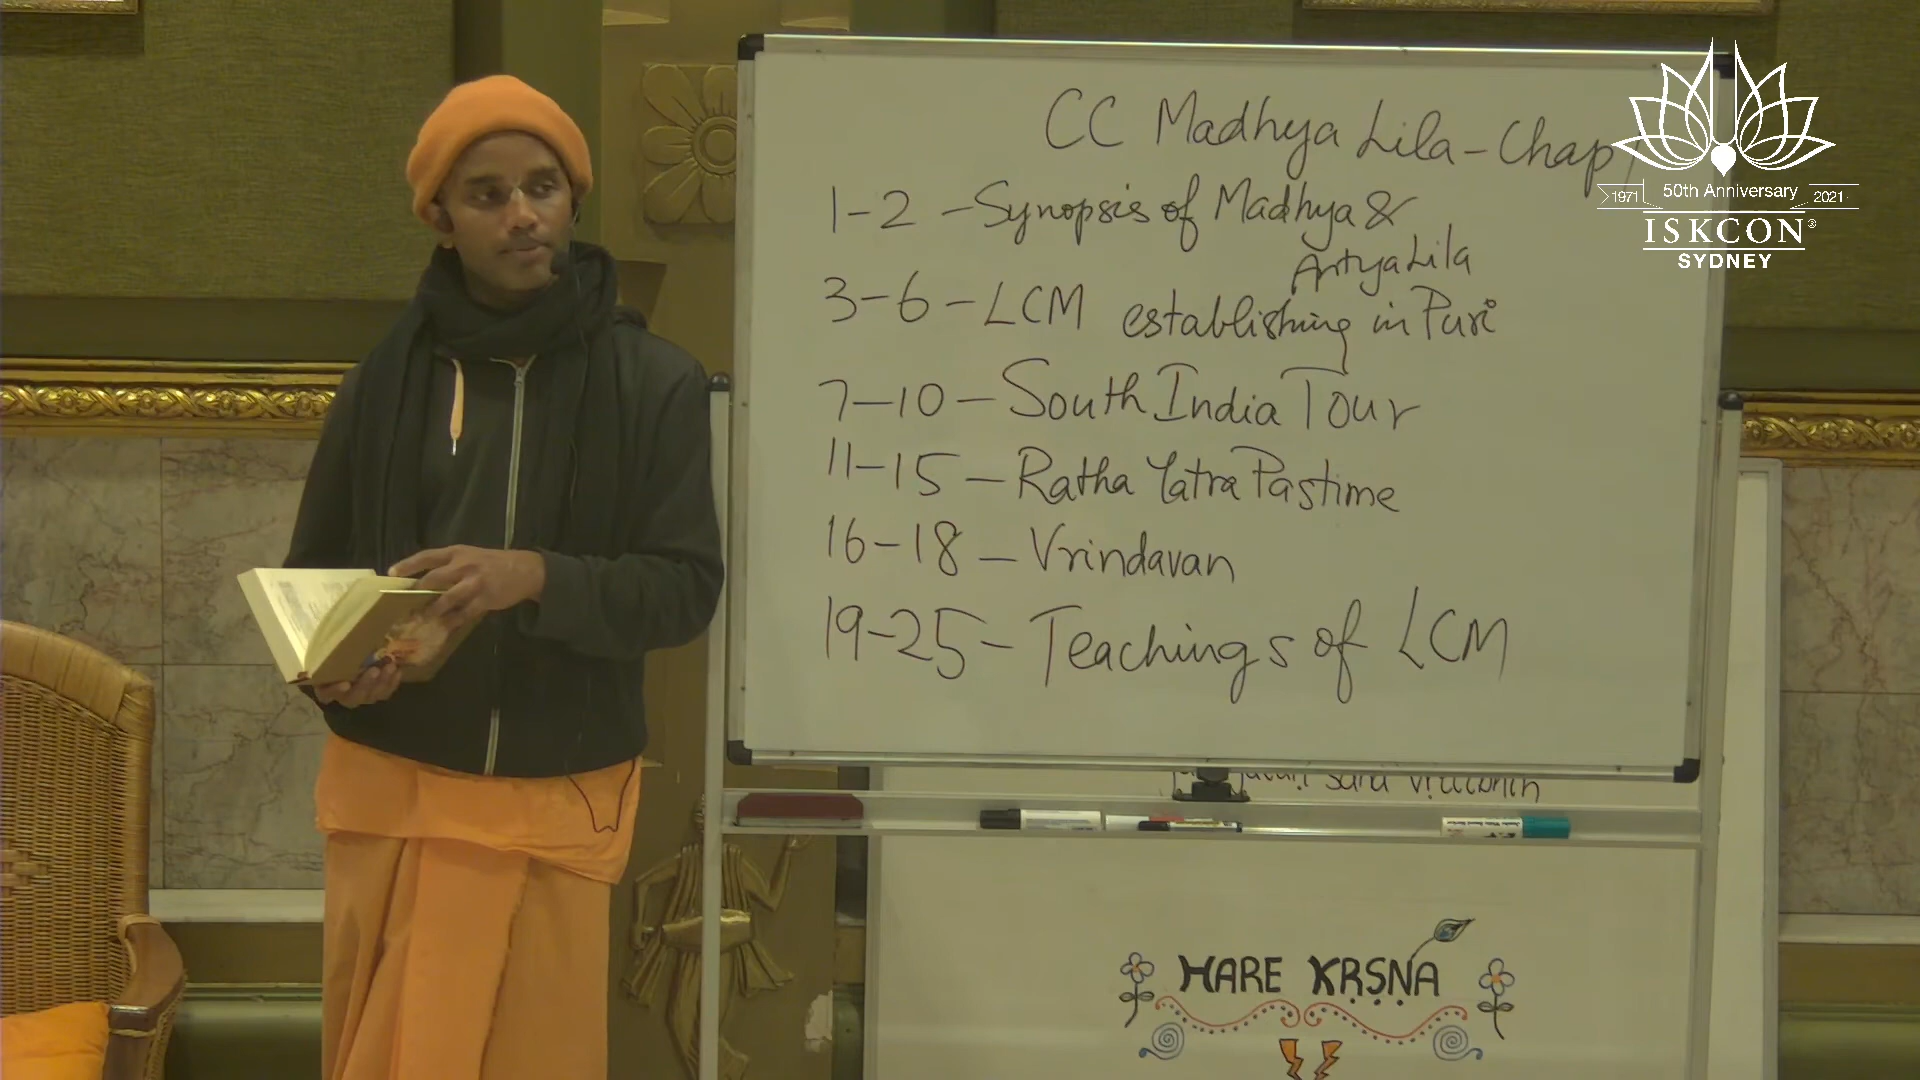 CC Madhya Lila - Chap
1-2 - Synopsis of Madhya &
Antya Lila
3-6 - LCM establishing in Puri
7-10 - South India Tour
11-15 - Ratha Yatra Pastime
16-18 - Vrindavan
19-25 - Teachings of LCM
HARE KṚṢṆA
1971 50th Anniversary 2021
ISKCON®
SYDNEY